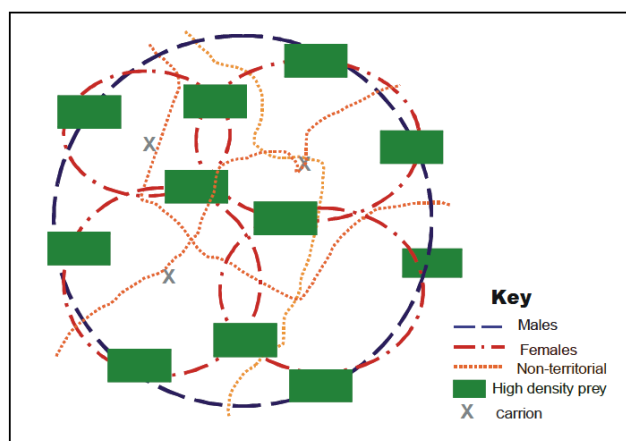 X
X
X
Key
Males
Females
Non-territorial
High density prey
X carrion